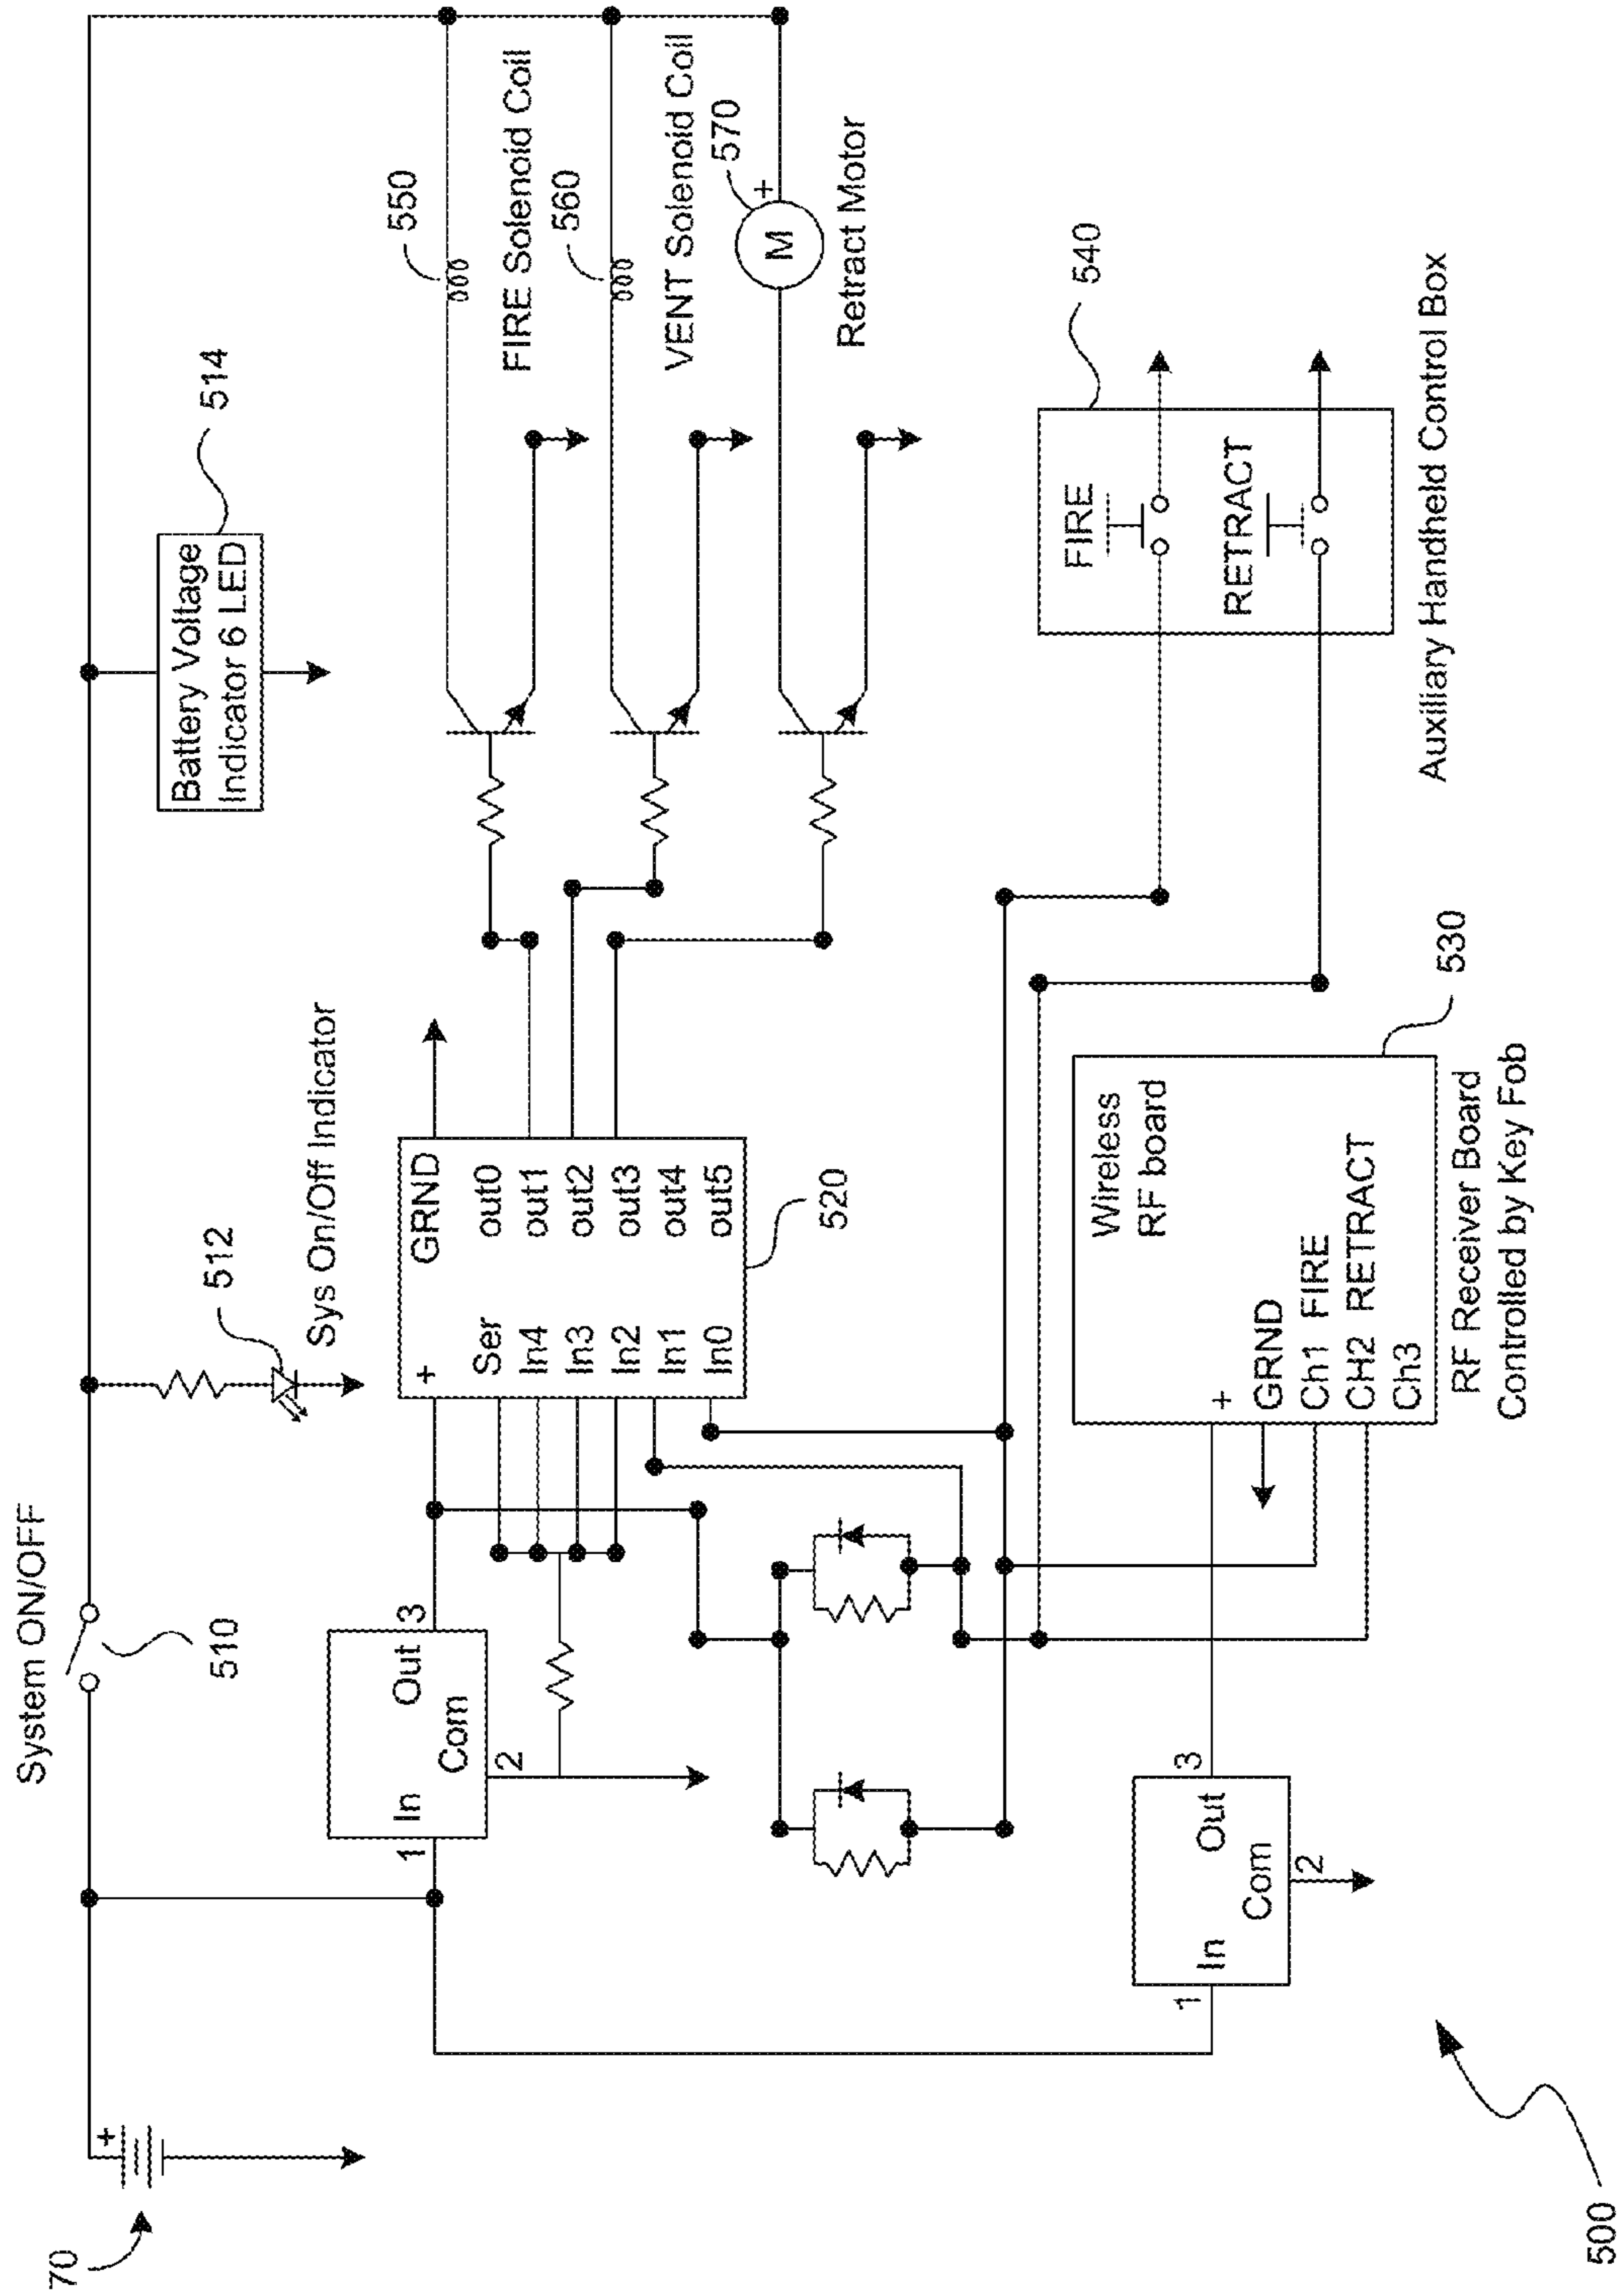 System ON/OFF
510
70
+
512
Sys On/Off Indicator
Battery Voltage
Indicator 6 LED
514
In
Out
Com
1
2
3
+
GRND
Ser
out0
In4
out1
In3
out2
In2
out3
In1
out4
In0
out5
520
550
FIRE Solenoid Coil
560
VENT Solenoid Coil
570
M
+
Retract Motor
In
Out
Com
1
2
3
Wireless
RF board
+
GRND
Ch1 FIRE
CH2 RETRACT
Ch3
530
RF Receiver Board
Controlled by Key Fob
540
FIRE
RETRACT
Auxiliary Handheld Control Box
500